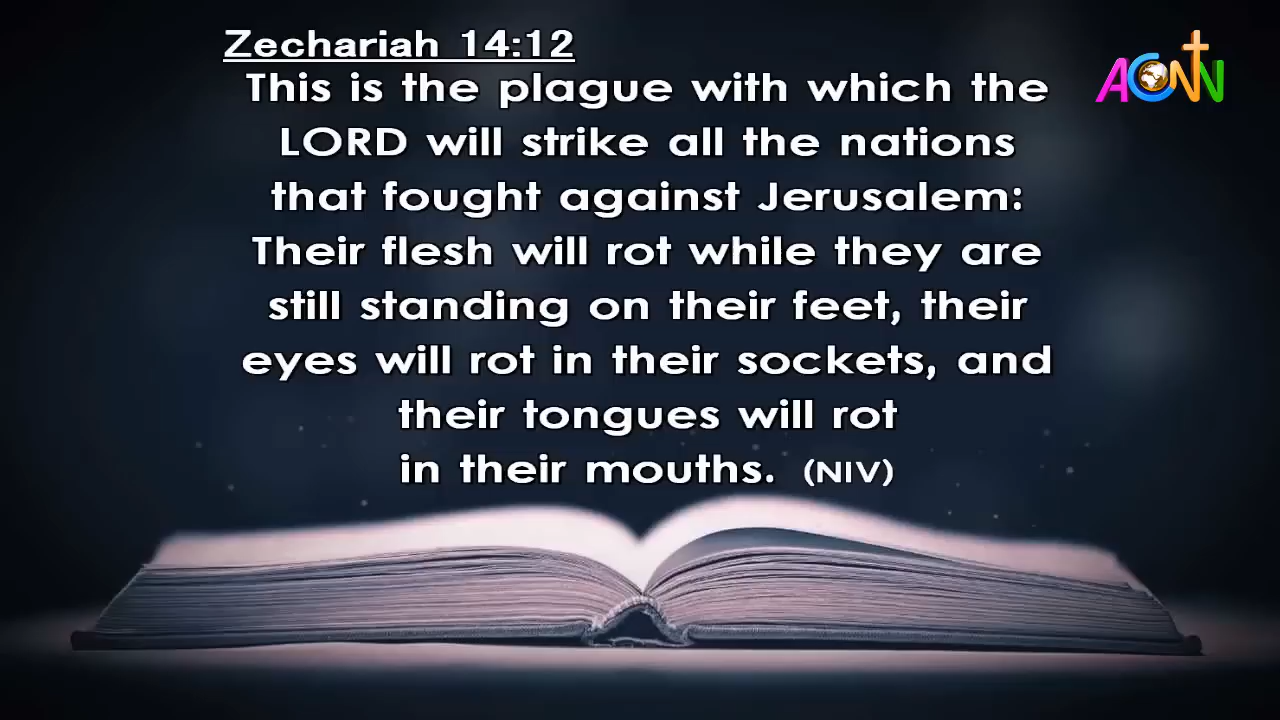 Zechariah 14:12
ACNN
This is the plague with which the
LORD will strike all the nations
that fought against Jerusalem:
Their flesh will rot while they are
still standing on their feet, their
eyes will rot in their sockets, and
their tongues will rot
in their mouths. (NIV)